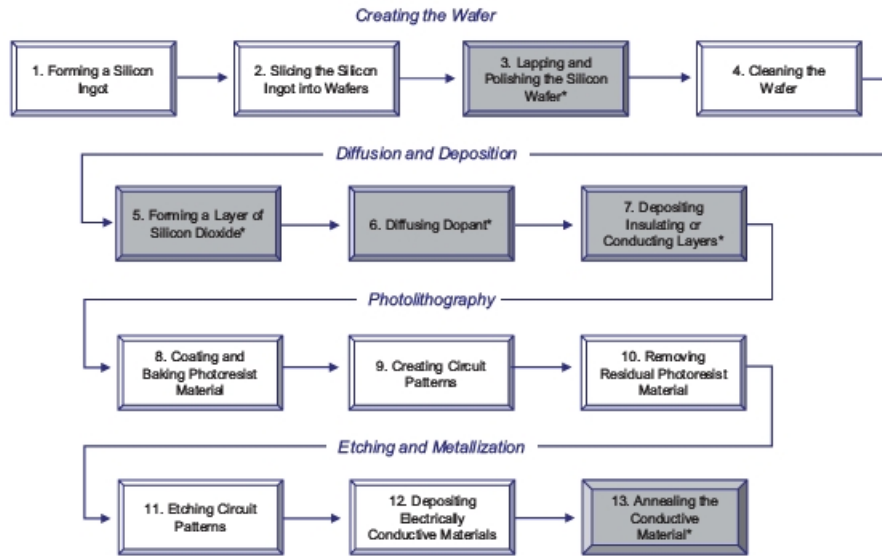 Creating the Wafer
1. Forming a Silicon
Ingot
2. Slicing the Silicon
Ingot into Wafers
3. Lapping and
Polishing the Silicon
Wafer*
4. Cleaning the
Wafer
Diffusion and Deposition
5. Forming a Layer of
Silicon Dioxide*
6. Diffusing Dopant*
7. Depositing
Insulating or
Conducting Layers*
Photolithography
8. Coating and
Baking Photoresist
Material
9. Creating Circuit
Patterns
10. Removing
Residual Photoresist
Material
Etching and Metallization
11. Etching Circuit
Patterns
12. Depositing
Electrically
Conductive Materials
13. Annealing the
Conductive
Material*